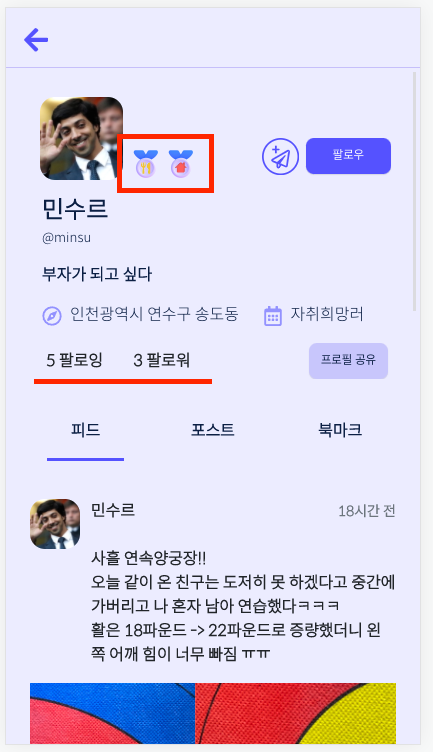 팔로우
민수르
@minsu
부자가 되고 싶다
인천광역시 연수구 송도동 자취희망러
5 팔로잉 3 팔로워 프로필 공유
피드 포스트 북마크
민수르 18시간 전
사흘 연속양궁장!!
오늘 같이 온 친구는 도저히 못 하겠다고 중간에
가버리고 나 혼자 남아 연습했다ㅋㅋㅋ
활은 18파운드 -> 22파운드로 증량했더니 왼
쪽 어깨 힘이 너무 빠짐 ㅠㅠ